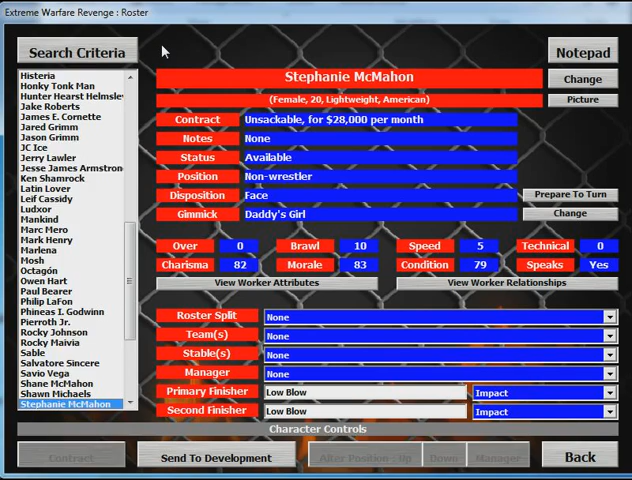 Extreme Warfare Revenge : Roster
Search Criteria
Notepad
Histeria
Honky Tonk Man
Hunter Hearst Helmsley
Jake Roberts
James E. Cornette
Jared Grimm
Jason Grimm
JC Ice
Jerry Lawler
Jesse James Armstron
Ken Shamrock
Latin Lover
Leif Cassidy
Ludxor
Mankind
Marc Mero
Mark Henry
Marlena
Mosh
Octagón
Owen Hart
Paul Bearer
Philip LaFon
Phineas I. Godwinn
Pierroth Jr.
Rocky Johnson
Rocky Maivia
Sable
Salvatore Sincere
Savio Vega
Shane McMahon
Shawn Michaels
Stephanie McMahon
Stephanie McMahon
Change
(Female, 20, Lightweight, American)
Picture
Contract Unsackable, for $28,000 per month
Notes None
Status Available
Position Non-wrestler
Disposition Face Prepare To Turn
Gimmick Daddy's Girl Change
Over 0 Brawl 10 Speed 5 Technical 0
Charisma 82 Morale 83 Condition 79 Speaks Yes
View Worker Attributes View Worker Relationships
Roster Split None
Team(s) None
Stable(s) None
Manager None
Primary Finisher Low Blow Impact
Second Finisher Low Blow Impact
Character Controls
Contract Send To Development Alter Position : Up Down Manager Back